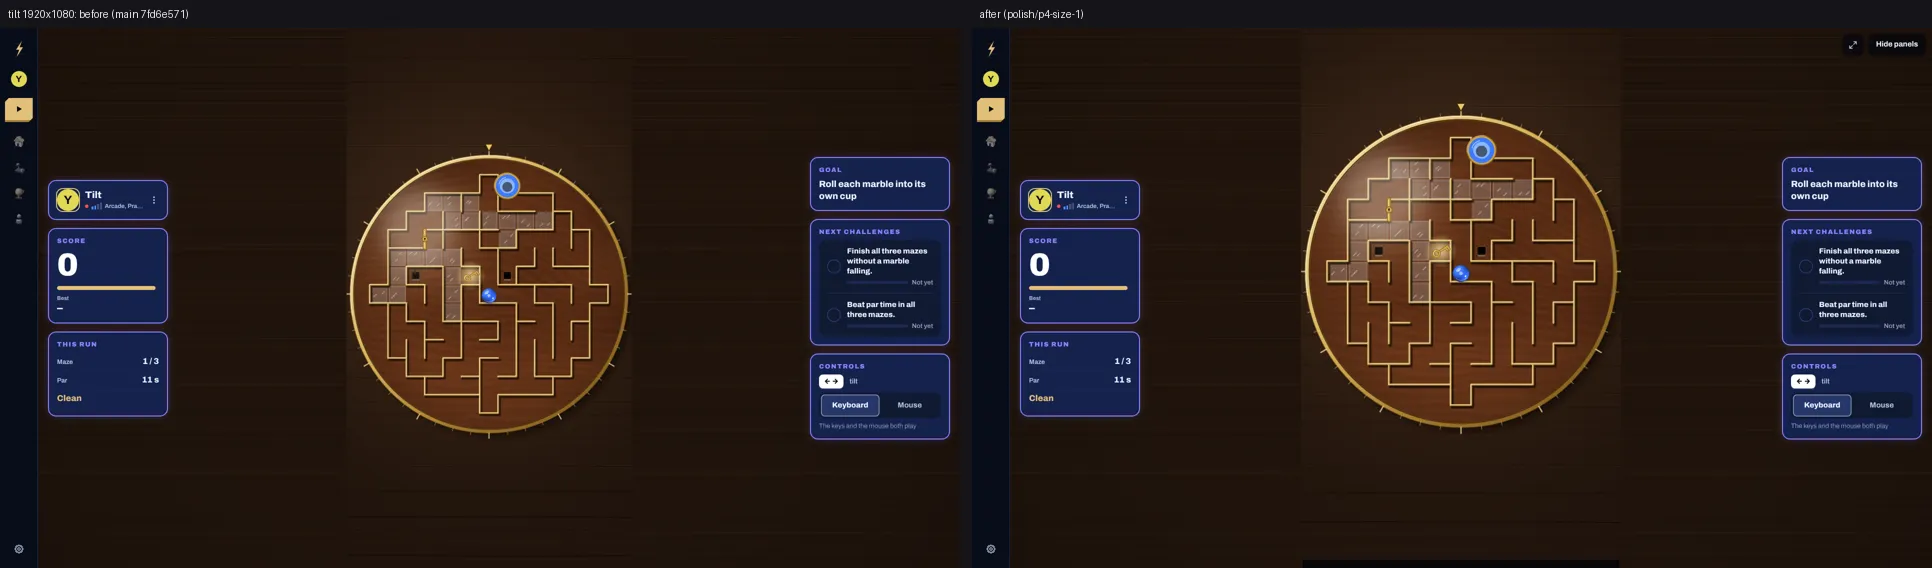 tilt 1920x1080: before (main 7fd6e571)
Y
Y
Tilt
Arcade, Pra...
SCORE
0
Best
–
THIS RUN
Maze 1 / 3
Par 11 s
Clean
GOAL
Roll each marble into its
own cup
NEXT CHALLENGES
Finish all three mazes
without a marble
falling.
Not yet
Beat par time in all
three mazes.
Not yet
CONTROLS
← → tilt
Keyboard Mouse
The keys and the mouse both play
after (polish/p4-size-1)
Hide panels
Y
Y
Tilt
Arcade, Pra...
SCORE
0
Best
–
THIS RUN
Maze 1 / 3
Par 11 s
Clean
GOAL
Roll each marble into its
own cup
NEXT CHALLENGES
Finish all three mazes
without a marble
falling.
Not yet
Beat par time in all
three mazes.
Not yet
CONTROLS
← → tilt
Keyboard Mouse
The keys and the mouse both play